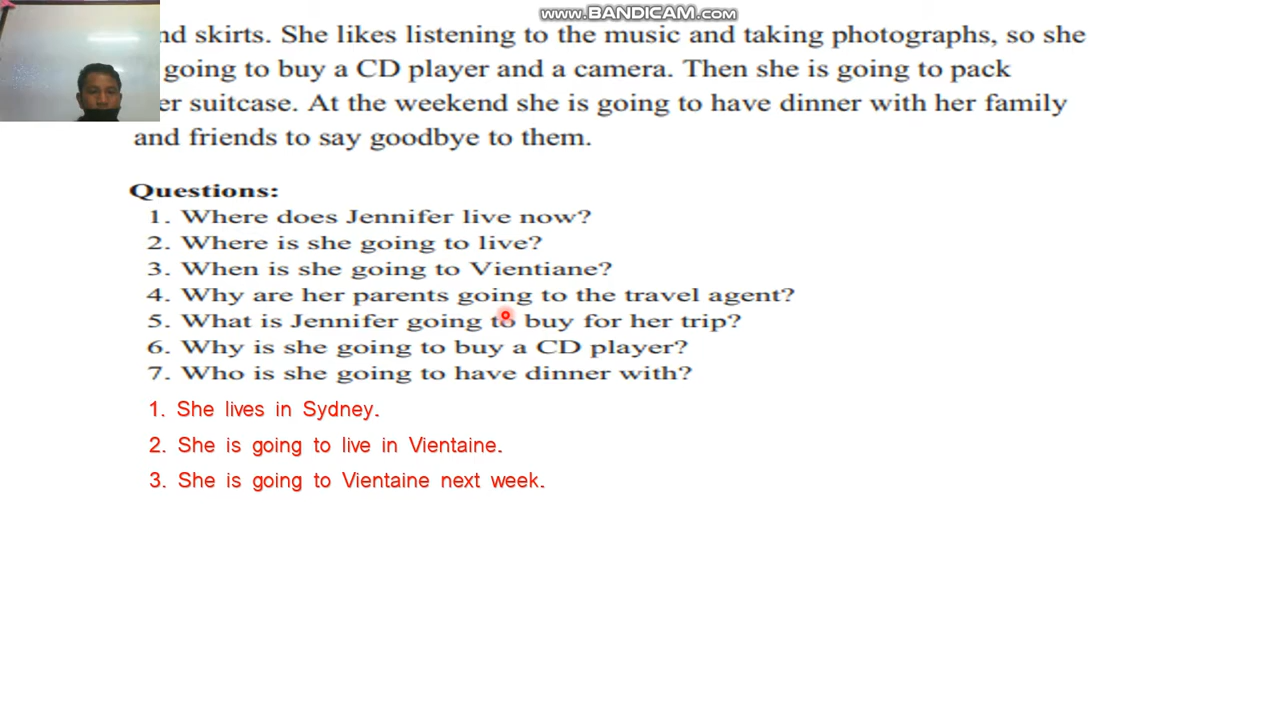 www.BANDICAM.com
nd skirts. She likes listening to the music and taking photographs, so she
going to buy a CD player and a camera. Then she is going to pack
er suitcase. At the weekend she is going to have dinner with her family
and friends to say goodbye to them.
Questions:
1. Where does Jennifer live now?
2. Where is she going to live?
3. When is she going to Vientiane?
4. Why are her parents going to the travel agent?
5. What is Jennifer going to buy for her trip?
6. Why is she going to buy a CD player?
7. Who is she going to have dinner with?
1. She lives in Sydney.
2. She is going to live in Vientaine.
3. She is going to Vientaine next week.